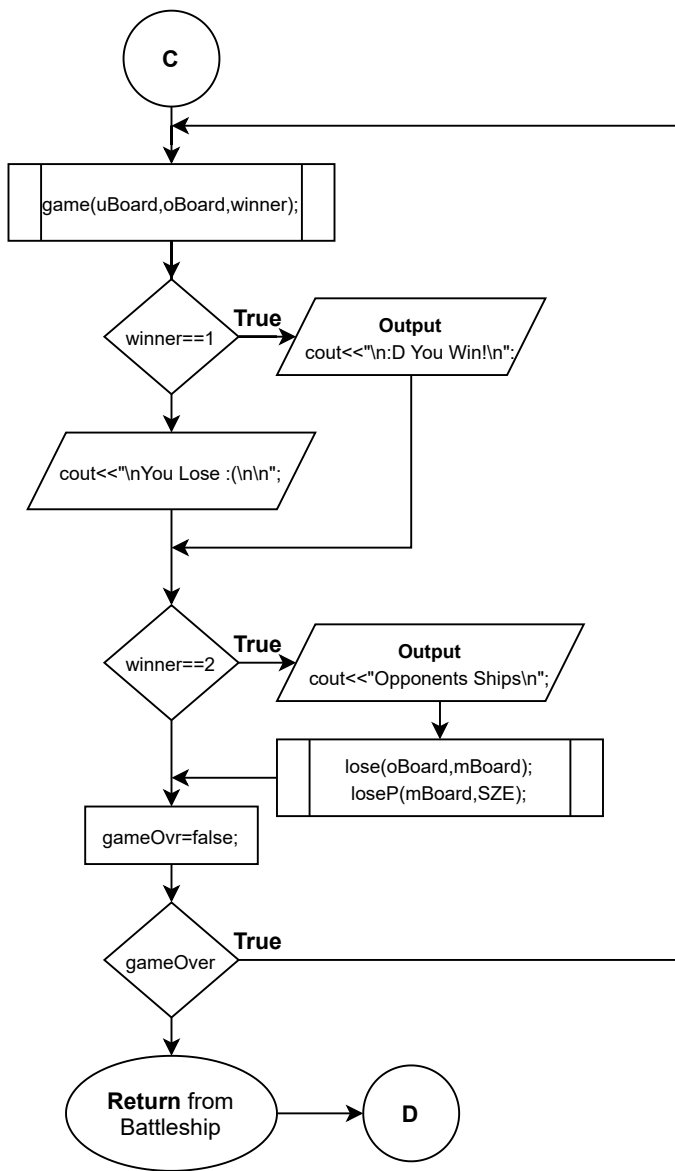 C
game(uBoard,oBoard,winner);
winner==1
True
Output
cout<<"\n:D You Win!\n";
cout<<"\nYou Lose :(\n\n";
winner==2
True
Output
cout<<"Opponents Ships\n";
lose(oBoard,mBoard);
loseP(mBoard,SZE);
gameOvr=false;
gameOver
True
Return from
Battleship
D